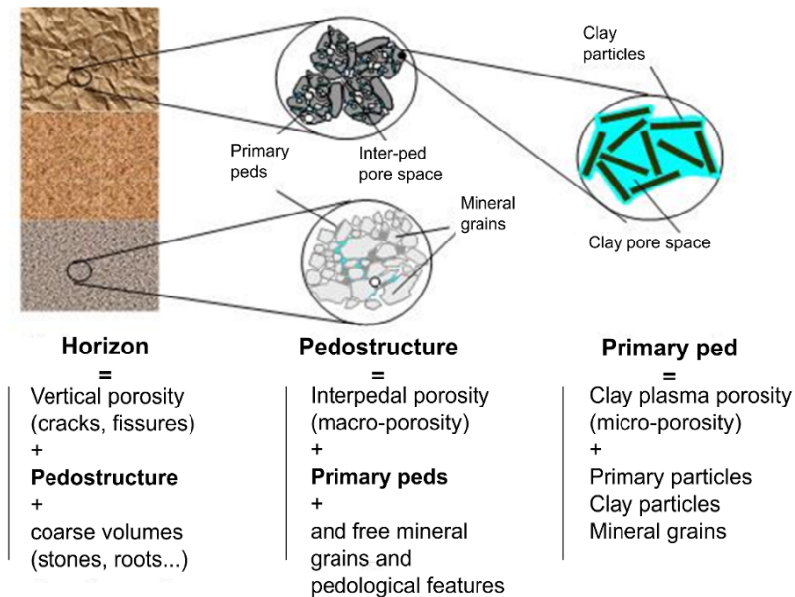 Clay
particles
Primary
peds
Inter-ped
pore space
Mineral
grains
Clay pore space
Horizon
=
Vertical porosity
(cracks, fissures)
+
Pedostructure
+
coarse volumes
(stones, roots...)
Pedostructure
=
Interpedal porosity
(macro-porosity)
+
Primary peds
+
and free mineral
grains and
pedological features
Primary ped
=
Clay plasma porosity
(micro-porosity)
+
Primary particles
Clay particles
Mineral grains